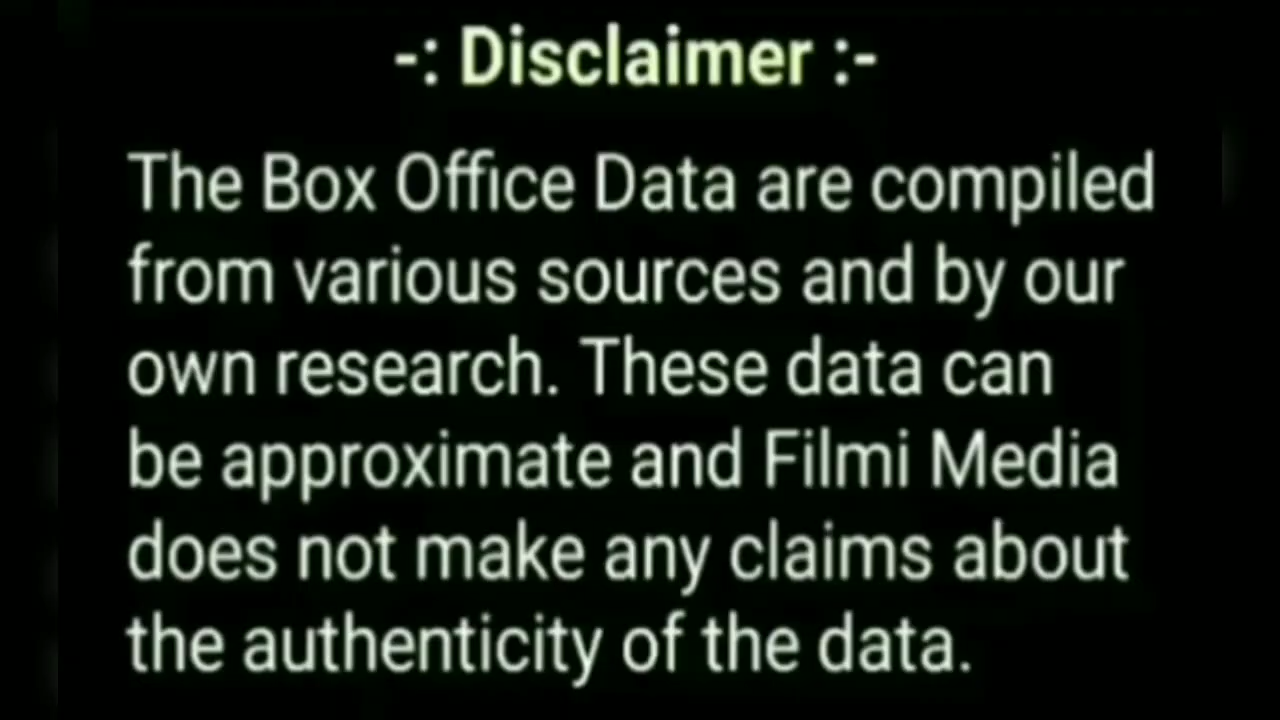 -: Disclaimer :-
The Box Office Data are compiled
from various sources and by our
own research. These data can
be approximate and Filmi Media
does not make any claims about
the authenticity of the data.